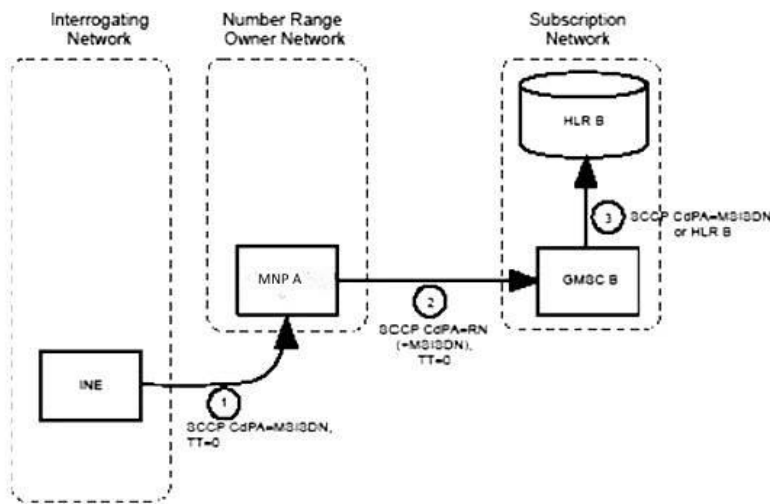 Interrogating
Network
Number Range
Owner Network
Subscription
Network
HLR B
3
SCCP CdPA=MSISDN
or HLR B
MNP A
GMSC B
2
SCCP CdPA=RN
(+MSISDN),
TT=0
INE
1
SCCP CdPA=MSISDN,
TT=0